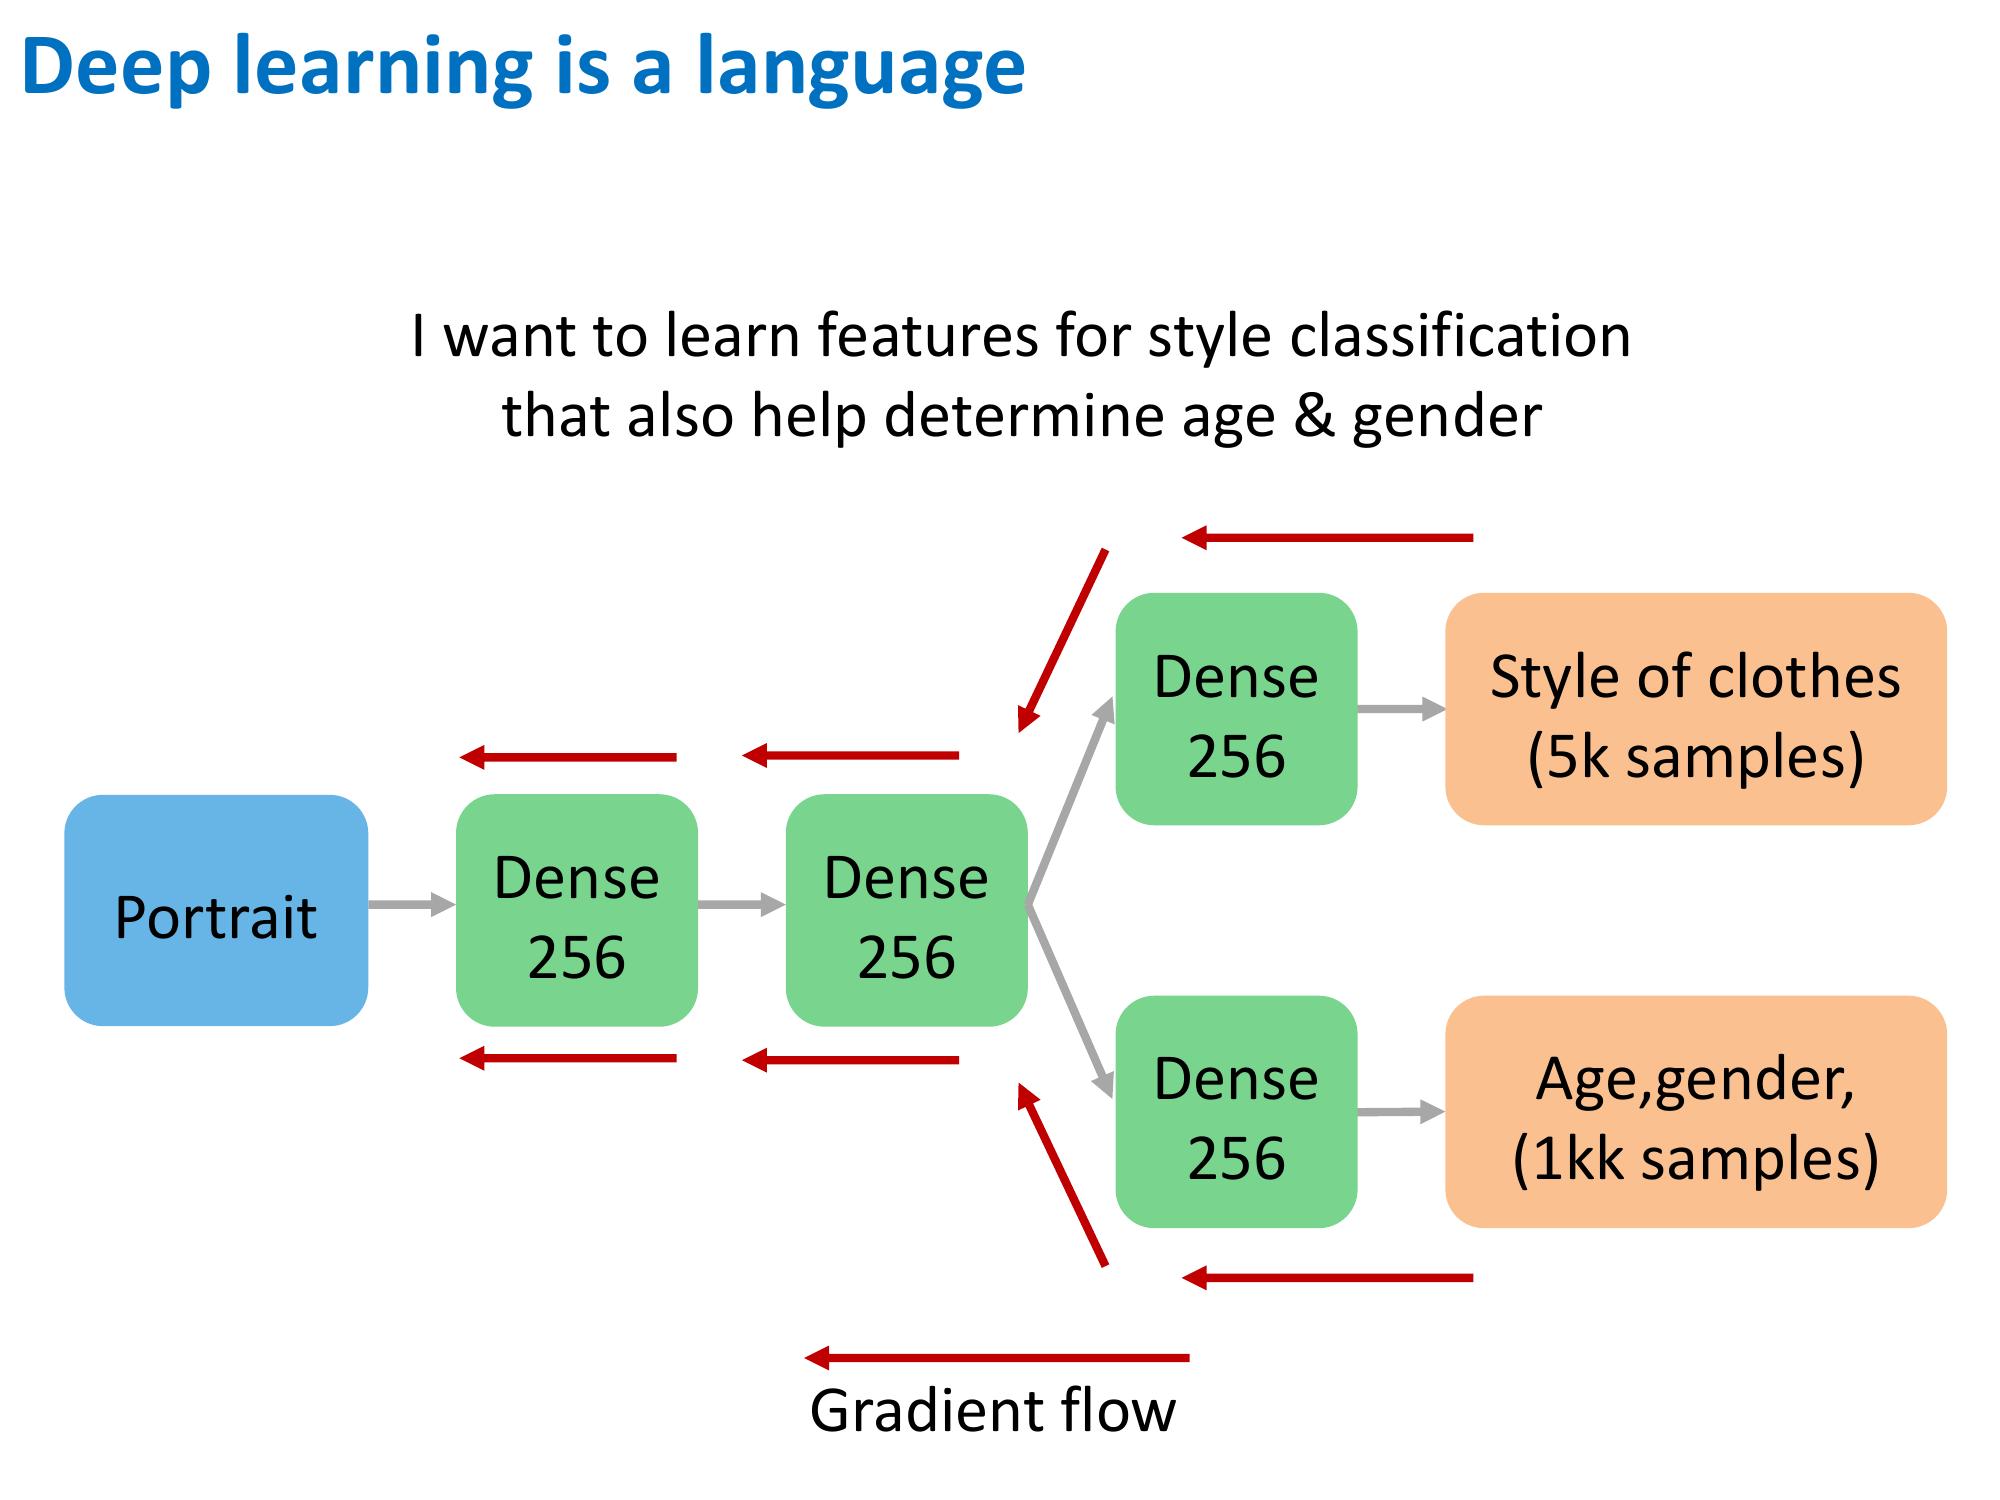 Deep learning is a language
I want to learn features for style classification
that also help determine age & gender
Portrait
Dense
256
Dense
256
Dense
256
Style of clothes
(5k samples)
Dense
256
Age,gender,
(1kk samples)
Gradient flow